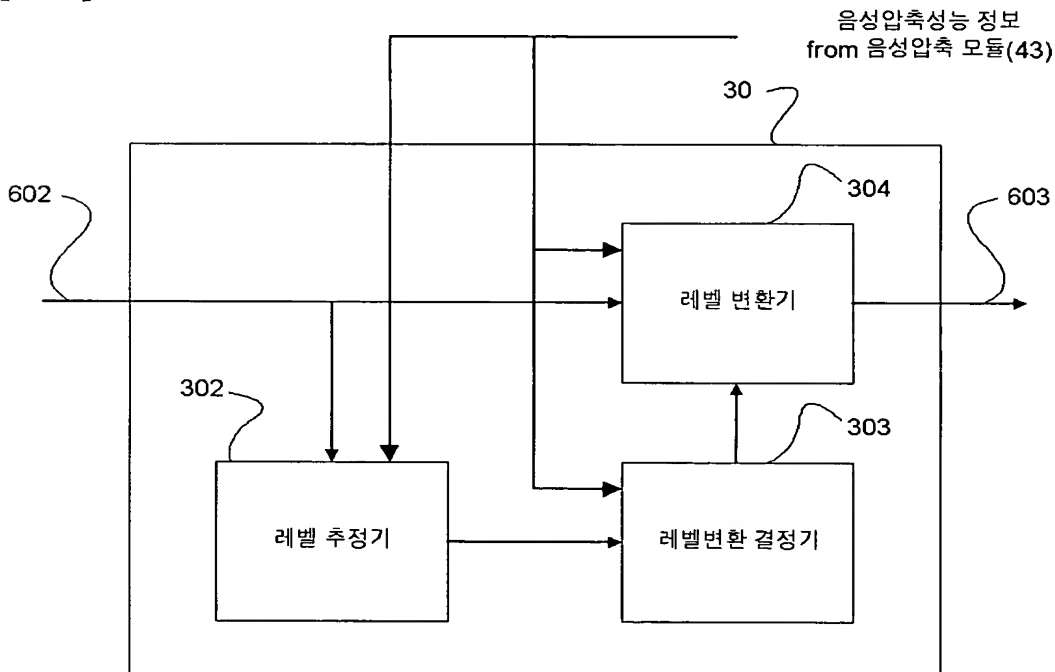 음성압축성능 정보
from 음성압축 모듈(43)
30
602
304
603
레벨 변환기
302
303
레벨 추정기
레벨변환 결정기